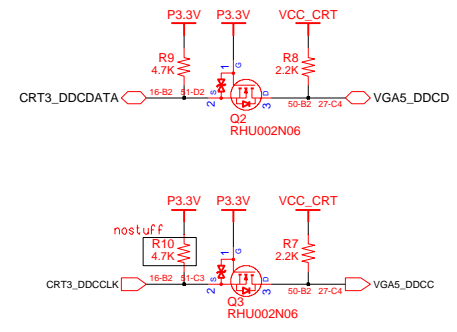 P3.3V P3.3V VCC_CRT
R9
4.7K
1
G
R8
2.2K
CRT3_DDCDATA 16-B2 51-D2 2 S 3 D 50-B2 27-C4 VGA5_DDCD
Q2
RHU002N06
P3.3V P3.3V VCC_CRT
nostuff
R10
4.7K
1
G
R7
2.2K
CRT3_DDCCLK 16-B2 51-C3 2 S 3 D 50-B2 27-C4 VGA5_DDCC
Q3
RHU002N06